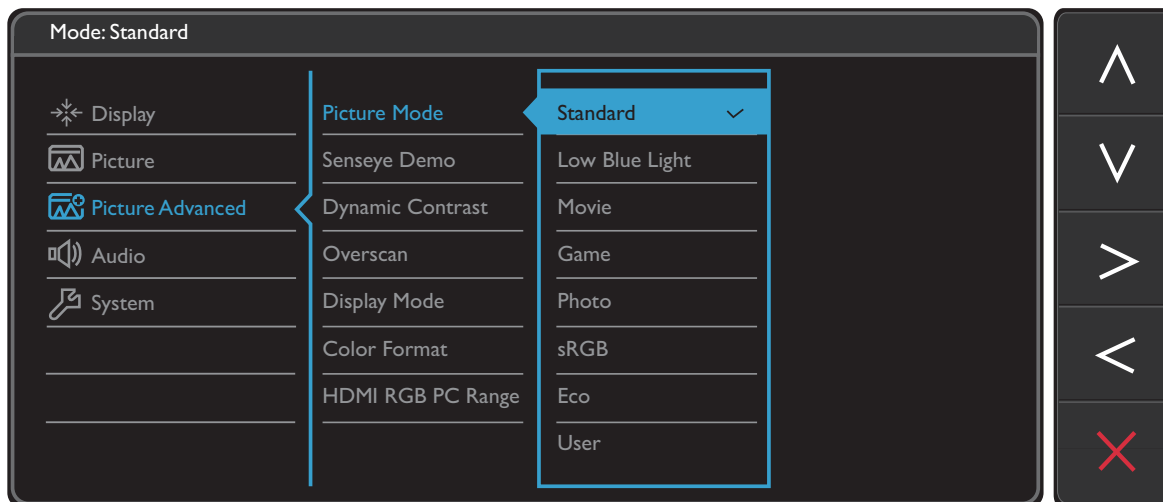 Mode: Standard
Display
Picture
Picture Advanced
Audio
System
Picture Mode
Senseye Demo
Dynamic Contrast
Overscan
Display Mode
Color Format
HDMI RGB PC Range
Standard
Low Blue Light
Movie
Game
Photo
sRGB
Eco
User